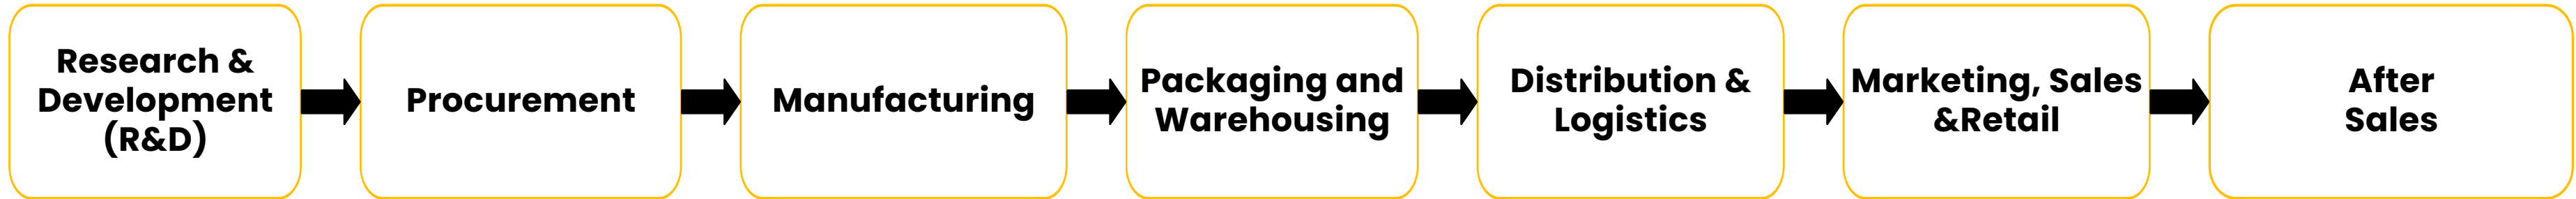 Research &
Development
(R&D)
Procurement
Manufacturing
Packaging and
Warehousing
Distribution &
Logistics
Marketing, Sales
&Retail
After
Sales